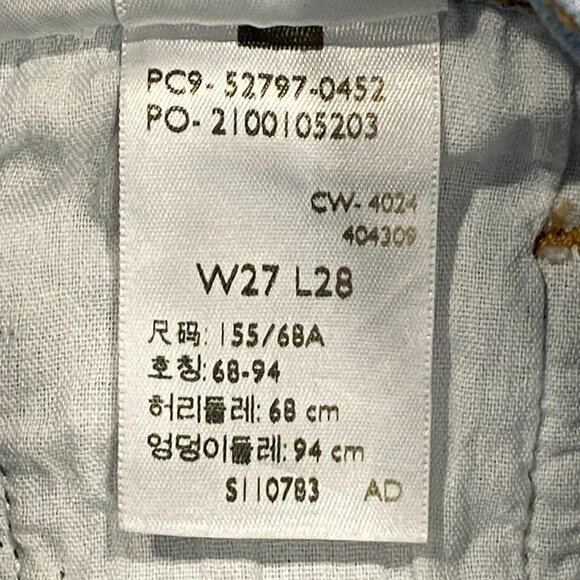 PC9- 52797-0452
PO- 2100105203
CW- 4024
404309
W27 L28
尺码: 155/68A
호칭: 68-94
허리둘레: 68 cm
엉덩이둘레: 94 cm
S110783 AD